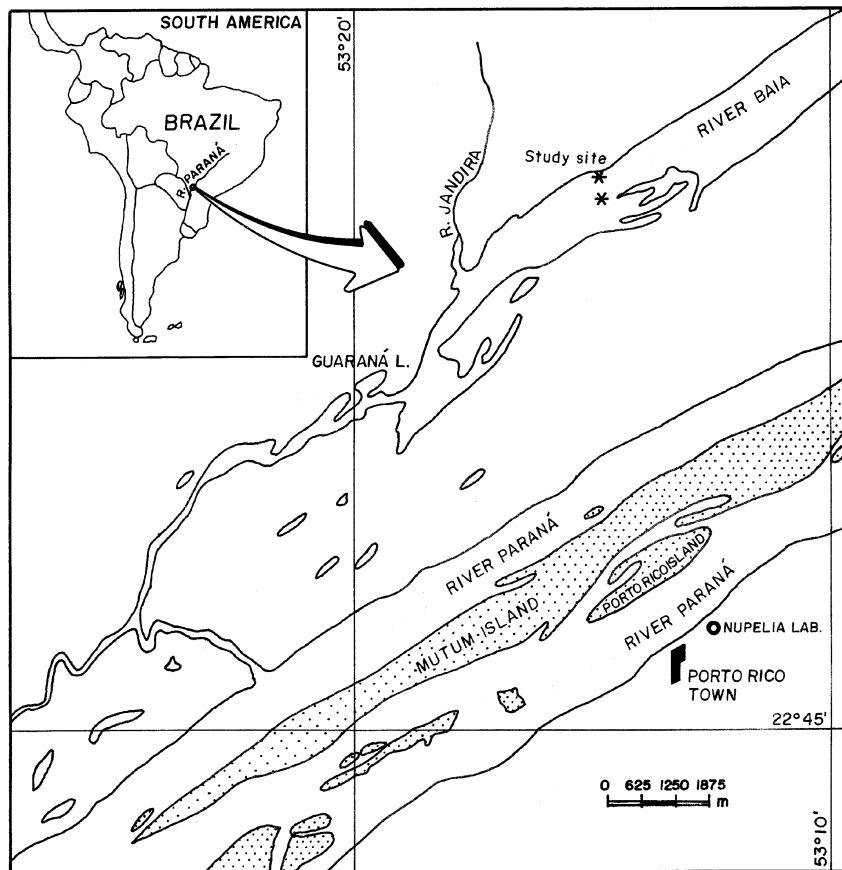 SOUTH AMERICA
BRAZIL
R. PARANÁ
53°20'
RIVER BAIA
Study site
R. JANDIRA
GUARANÁ L.
RIVER PARANÁ
MUTUM ISLAND
PORTO RICO ISLAND
RIVER PARANÁ
NUPELIA LAB.
PORTO RICO
TOWN
22°45'
0 625 1250 1875
m
53°10'